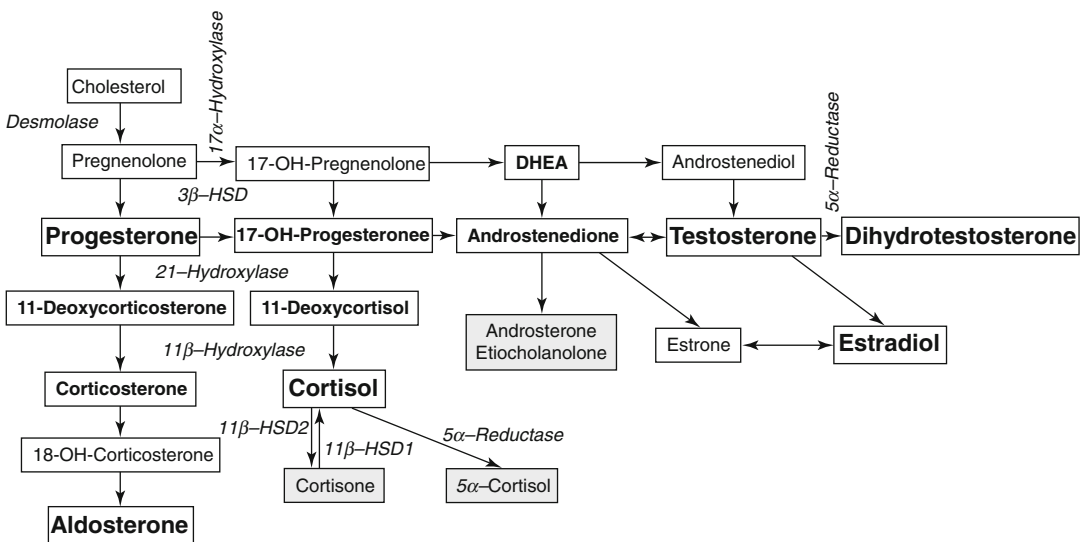 17α–Hydroxylase
Cholesterol
Desmolase
5α–Reductase
Pregnenolone
17-OH-Pregnenolone
DHEA
Androstenediol
3β–HSD
Progesterone
17-OH-Progesteronee
Androstenedione
Testosterone
Dihydrotestosterone
21–Hydroxylase
11-Deoxycorticosterone
11-Deoxycortisol
Androsterone
Etiocholanolone
Estrone
Estradiol
11β–Hydroxylase
Corticosterone
Cortisol
11β–HSD2
11β–HSD1
5α–Reductase
18-OH-Corticosterone
Cortisone
5α–Cortisol
Aldosterone